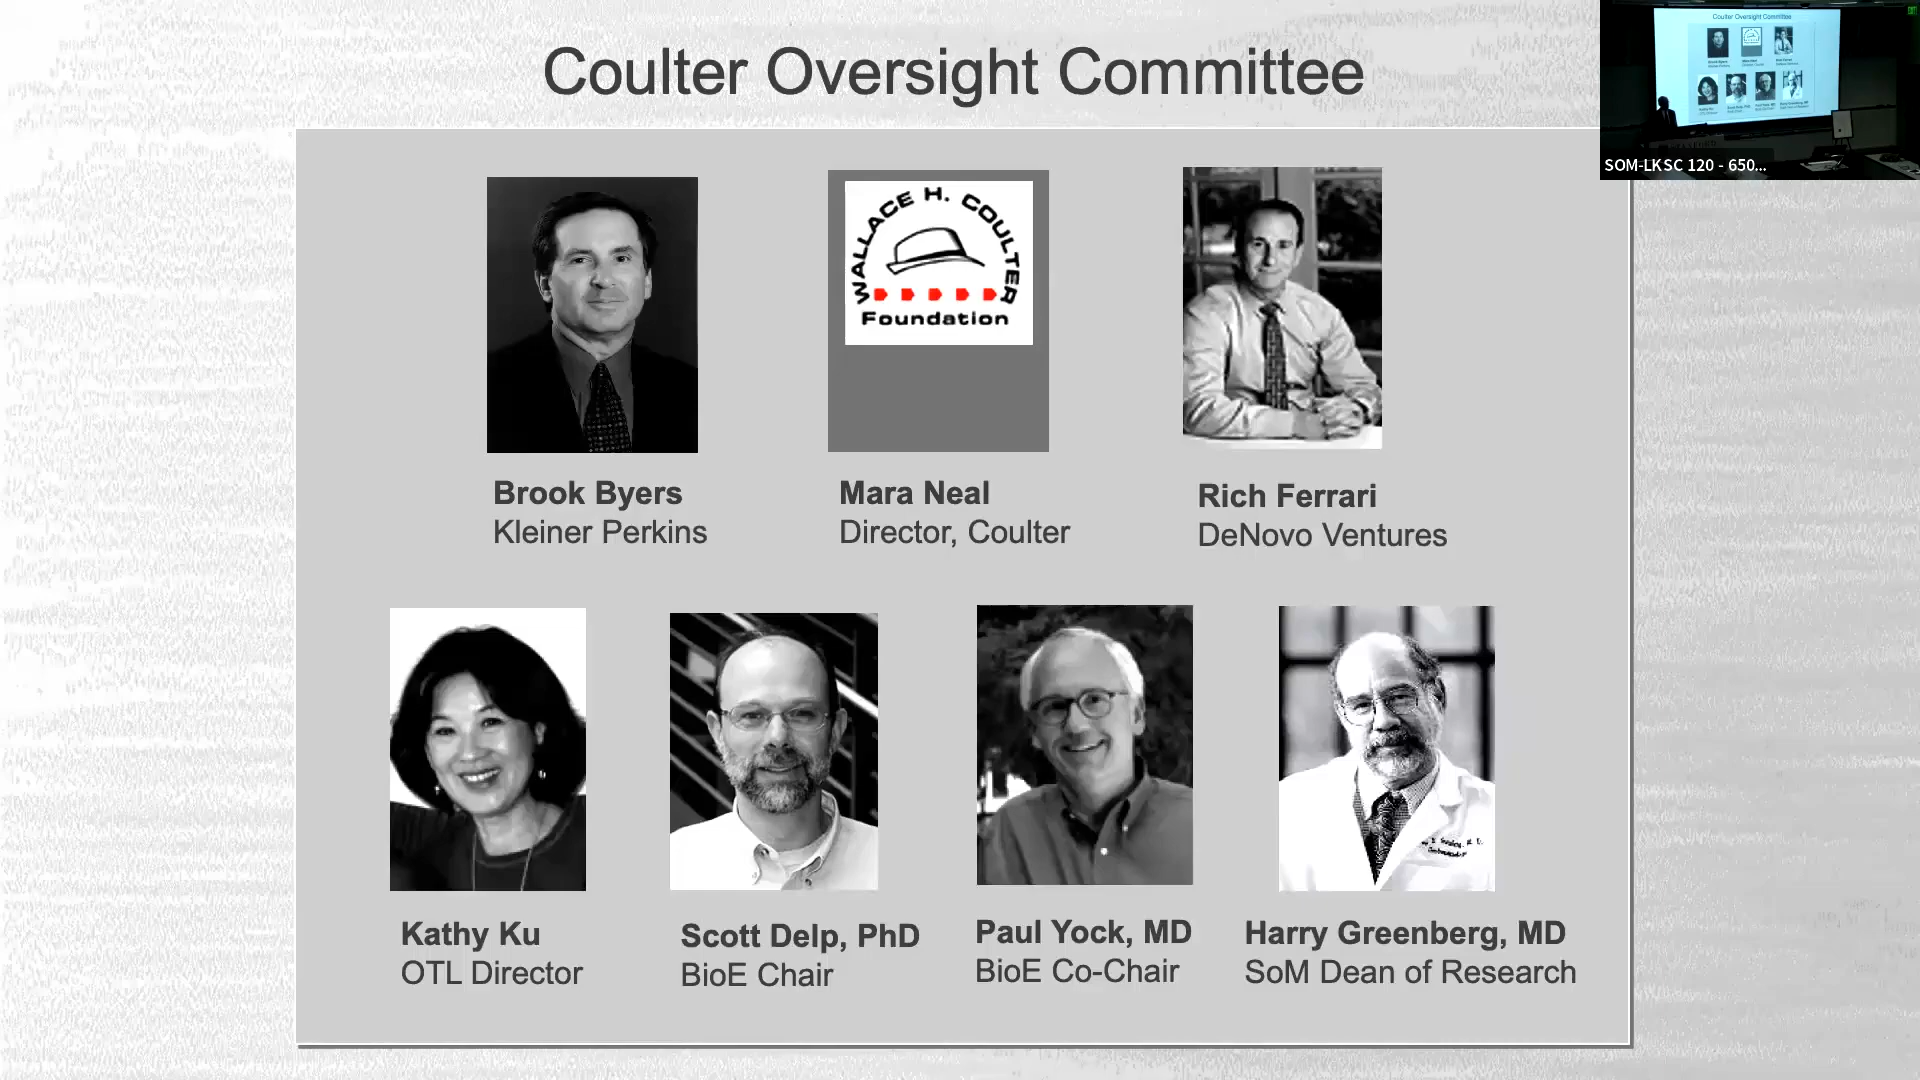 Coulter Oversight Committee
SOM-LKSC 120 - 650...
WALLACE H. COULTER
Foundation
Brook Byers
Kleiner Perkins
Mara Neal
Director, Coulter
Rich Ferrari
DeNovo Ventures
Kathy Ku
OTL Director
Scott Delp, PhD
BioE Chair
Paul Yock, MD
BioE Co-Chair
Harry Greenberg, MD
SoM Dean of Research